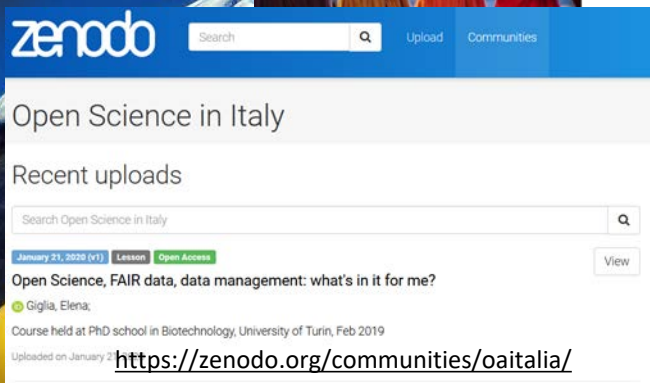 zenodo Search Upload Communities
Open Science in Italy
Recent uploads
Search Open Science in Italy
January 21, 2020 (v1) Lesson Open Access View
Open Science, FAIR data, data management: what's in it for me?
Giglia, Elena;
Course held at PhD school in Biotechnology, University of Turin, Feb 2019
Uploaded on January
https://zenodo.org/communities/oaitalia/